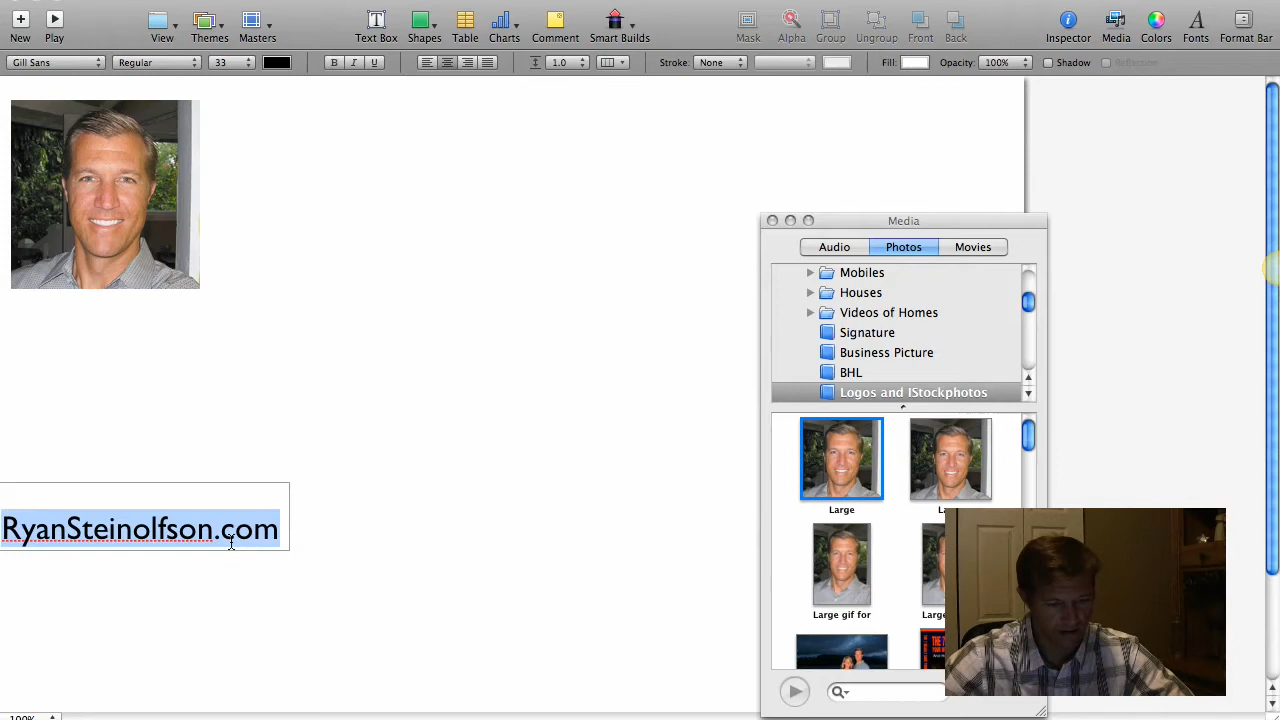 New Play View Themes Masters Text Box Shapes Table Charts Comment Smart Builds Mask Alpha Group Ungroup Front Back Inspector Media Colors Fonts Format Bar
Gill Sans Regular 33 B I U 1.0 Stroke: None Fill: Opacity: 100% Shadow Reflection
Media
Audio Photos Movies
Mobiles
Houses
Videos of Homes
Signature
Business Picture
BHL
Logos and IStockphotos
Large
RyanSteinolfson.com
Large gif for
100%